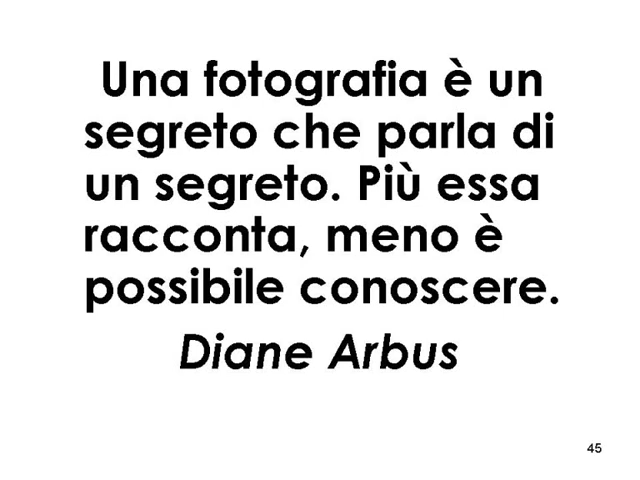 Una fotografia è un
segreto che parla di
un segreto. Più essa
racconta, meno è
possibile conoscere.
Diane Arbus
45